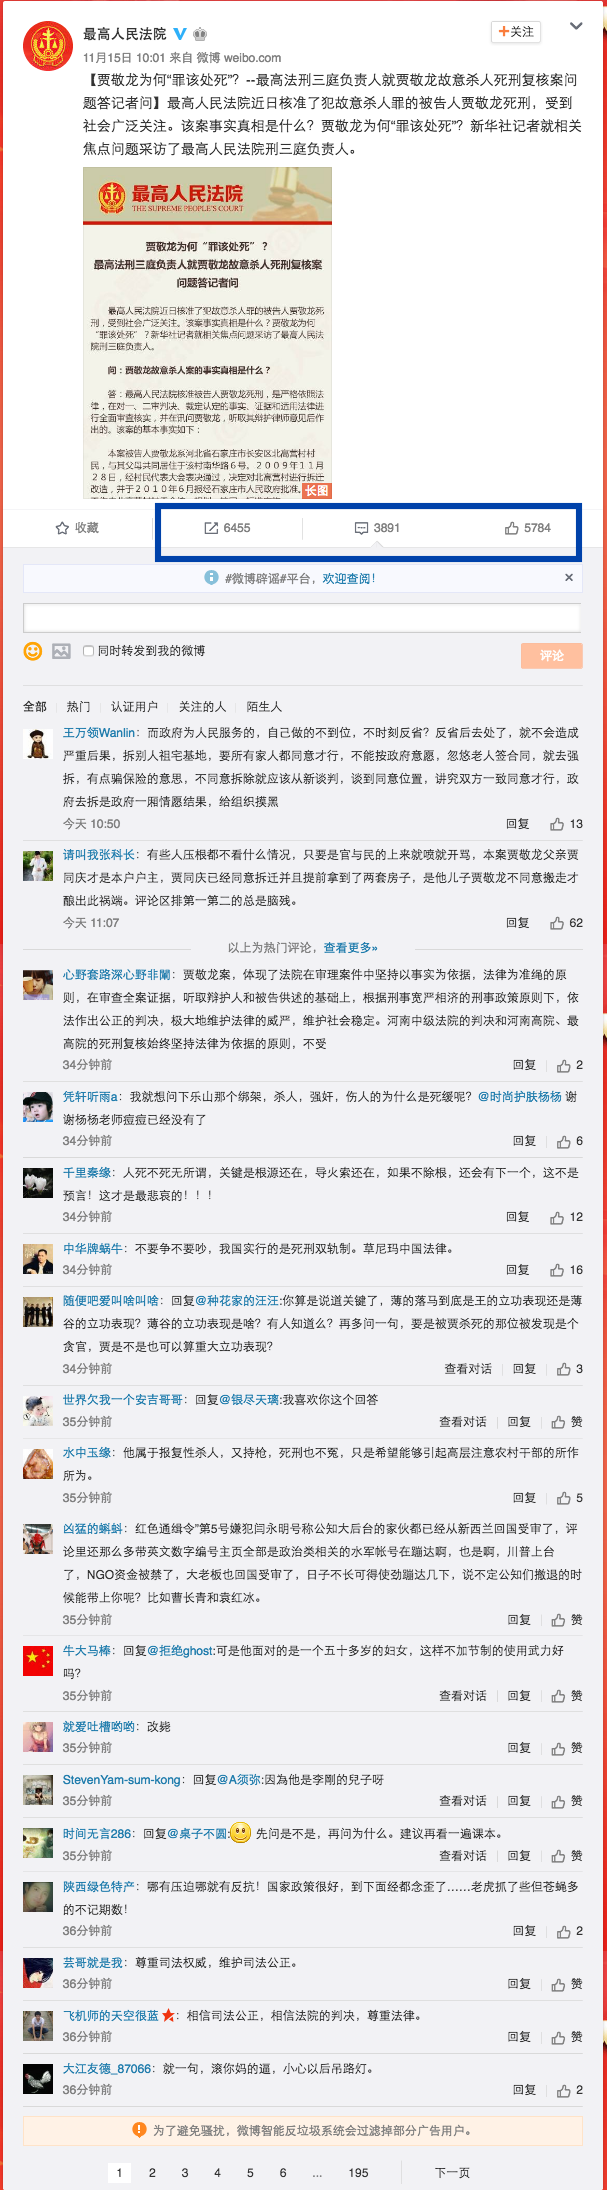 最高人民法院
+关注
11月15日 10:01 来自 微博 weibo.com
【贾敬龙为何“罪该处死”？--最高法刑三庭负责人就贾敬龙故意杀人死刑复核案问
题答记者问】最高人民法院近日核准了犯故意杀人罪的被告人贾敬龙死刑，受到
社会广泛关注。该案事实真相是什么？贾敬龙为何“罪该处死”？新华社记者就相关
焦点问题采访了最高人民法院刑三庭负责人。
最高人民法院
THE SUPREME PEOPLE'S COURT
贾敬龙为何“罪该处死”？
最高法刑三庭负责人就贾敬龙故意杀人死刑复核案
问题答记者问
最高人民法院近日核准了犯故意杀人罪的被告人贾敬龙死
刑，受到社会广泛关注。该案事实真相是什么？贾敬龙为何
“罪该处死”？新华社记者就相关焦点问题采访了最高人民法
院刑三庭负责人。
问：贾敬龙故意杀人案的事实真相是什么？
答：最高人民法院核准被告人贾敬龙死刑，是严格依照法
律，在对一、二审判决、裁定认定的事实、证据和适用法律进
行全面审查核实，并在讯问贾敬龙，听取其辩护律师意见后作
出的。该案的基本事实如下：
本案被告人贾敬龙系河北省石家庄市长安区北高营村村
民，与其父母共同居住于该村南华路6号。2009年11月
28日，经村民代表大会表决通过，决定对北高营村进行拆迁
改造，并于2010年6月报经石家庄市人民政府批准。
长图
收藏
6455
3891
5784
#微博辟谣#平台，欢迎查阅！
×
同时转发到我的微博
评论
全部 热门 认证用户 关注的人 陌生人
王万领Wanlin：而政府为人民服务的，自己做的不到位，不时刻反省？反省后去处了，就不会造成
严重后果，拆别人祖宅基地，要所有家人都同意才行，不能按政府意愿，忽悠老人签合同，就去强
拆，有点骗保险的意思，不同意拆除就应该从新谈判，谈到同意位置，讲究双方一致同意才行，政
府去拆是政府一厢情愿结果，给组织摸黑
今天 10:50 回复 13
请叫我张科长：有些人压根都不看什么情况，只要是官与民的上来就喷就开骂，本案贾敬龙父亲贾
同庆才是本户户主，贾同庆已经同意拆迁并且提前拿到了两套房子，是他儿子贾敬龙不同意搬走才
酿出此祸端。评论区排第一第二的总是脑残。
今天 11:07 回复 62
以上为热门评论，查看更多»
心野套路深心野非闌：贾敬龙案，体现了法院在审理案件中坚持以事实为依据，法律为准绳的原
则，在审查全案证据，听取辩护人和被告供述的基础上，根据刑事宽严相济的刑事政策原则下，依
法作出公正的判决，极大地维护法律的威严，维护社会稳定。河南中级法院的判决和河南高院、最
高院的死刑复核始终坚持法律为依据的原则，不受
34分钟前 回复 2
凭轩听雨a：我就想问下乐山那个绑架，杀人，强奸，伤人的为什么是死缓呢？@时尚护肤杨杨 谢
谢杨杨老师痘痘已经没有了
34分钟前 回复 6
千里秦缘：人死不死无所谓，关键是根源还在，导火索还在，如果不除根，还会有下一个，这不是
预言！这才是最悲哀的！！！
34分钟前 回复 12
中华牌蜗牛：不要争不要吵，我国实行的是死刑双轨制。草尼玛中国法律。
34分钟前 回复 16
随便吧爱叫啥叫啥：回复@种花家的汪汪:你算是说道关键了，薄的落马到底是王的立功表现还是薄
谷的立功表现？薄谷的立功表现是啥？有人知道么？再多问一句，要是被贾杀死的那位被发现是个
贪官，贾是不是也可以算重大立功表现？
34分钟前 查看对话 回复 3
世界欠我一个安吉哥哥：回复@银尽天璃:我喜欢你这个回答
35分钟前 查看对话 回复 赞
水中玉缘：他属于报复性杀人，又持枪，死刑也不冤，只是希望能够引起高层注意农村干部的所作
所为。
35分钟前 回复 5
凶猛的蝌蚪：红色通缉令”第5号嫌犯闫永明号称公知大后台的家伙都已经从新西兰回国受审了，评
论里还那么多带英文数字编号主页全部是政治类相关的水军帐号在蹦达啊，也是啊，川普上台
了，NGO资金被禁了，大老板也回国受审了，日子不长可得使劲蹦达几下，说不定公知们撤退的时
候能带上你呢？比如曹长青和袁红冰。
35分钟前 回复 赞
牛大马棒：回复@拒绝ghost:可是他面对的是一个五十多岁的妇女，这样不加节制的使用武力好
吗？
35分钟前 查看对话 回复 赞
就爱吐槽哟哟：改毙
35分钟前 回复 赞
StevenYam-sum-kong：回复@A须弥:因為他是李剛的兒子呀
35分钟前 查看对话 回复 赞
时间无言286：回复@桌子不圆: 先问是不是，再问为什么。建议再看一遍课本。
35分钟前 查看对话 回复 赞
陕西绿色特产：哪有压迫哪就有反抗！国家政策很好，到下面经都念歪了……老虎抓了些但苍蝇多
的不记期数！
36分钟前 回复 2
芸哥就是我：尊重司法权威，维护司法公正。
36分钟前 回复 赞
飞机师的天空很蓝：相信司法公正，相信法院的判决，尊重法律。
36分钟前 回复 赞
大江友德_87066：就一句，滚你妈的逼，小心以后吊路灯。
36分钟前 回复 2
为了避免骚扰，微博智能反垃圾系统会过滤掉部分广告用户。
1 2 3 4 5 6 ... 195 下一页